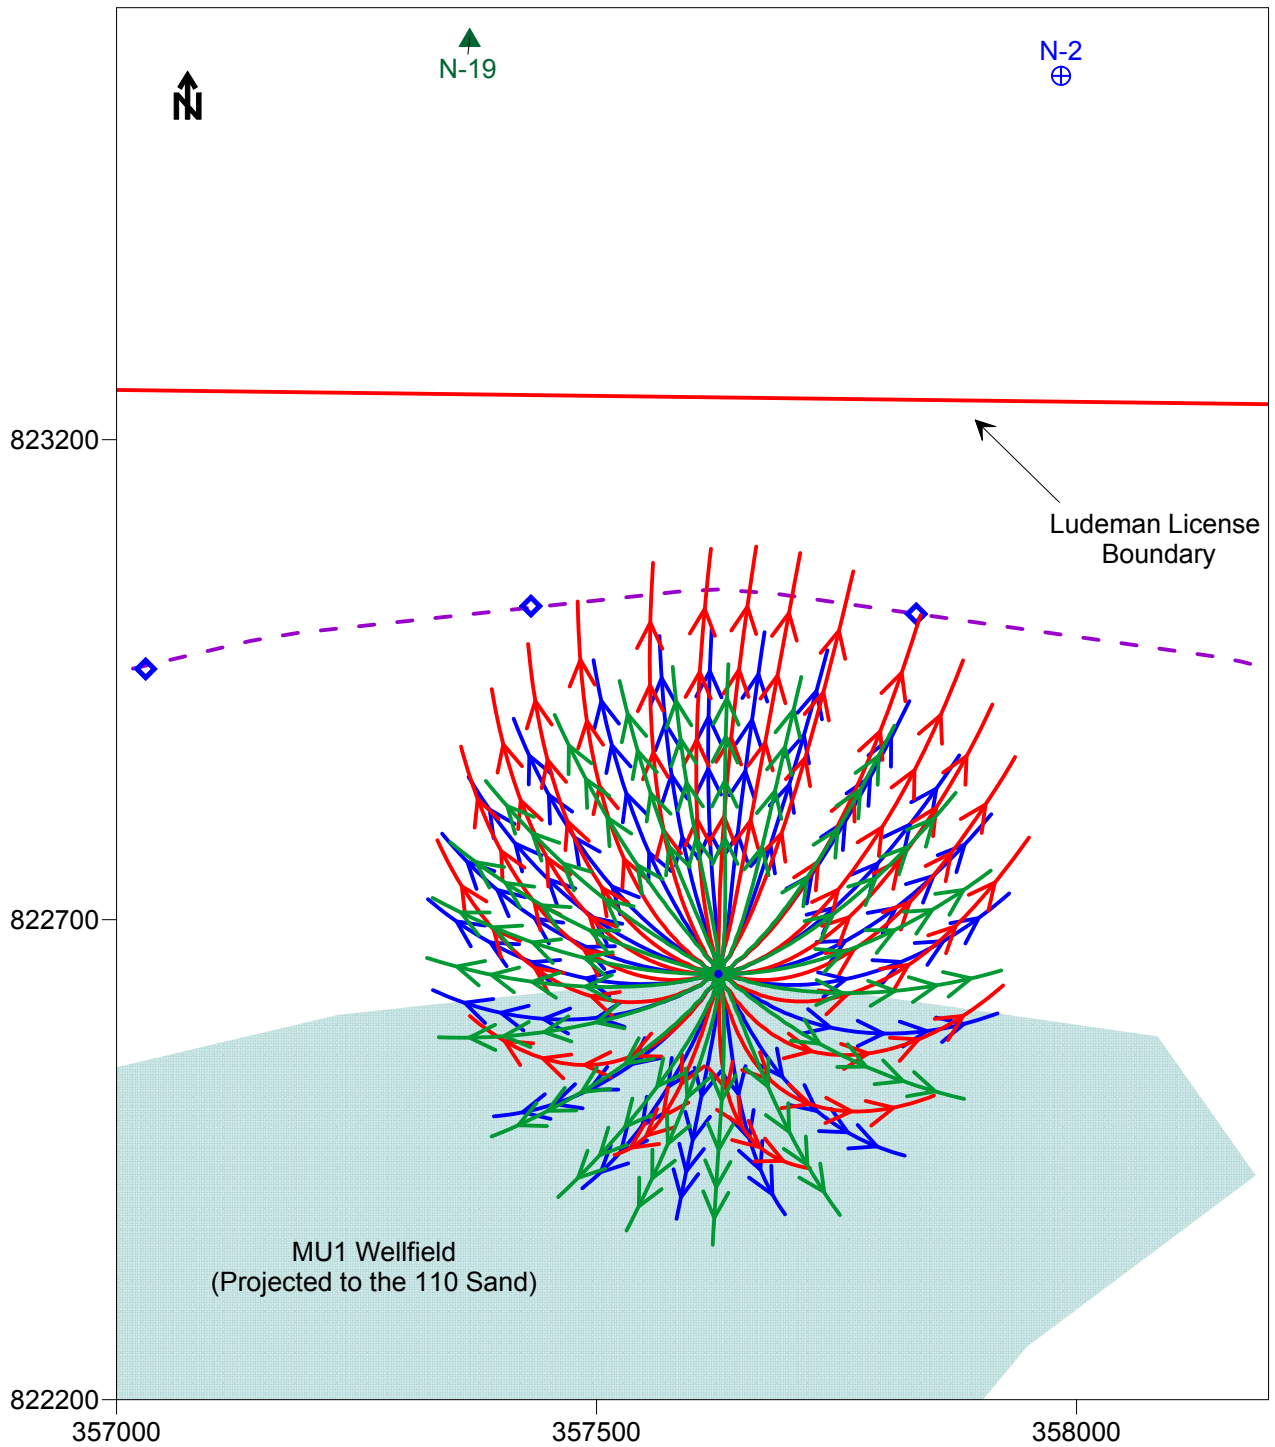 N-19
N-2
N
823200
Ludeman License
Boundary
822700
MU1 Wellfield
(Projected to the 110 Sand)
822200
357000
357500
358000